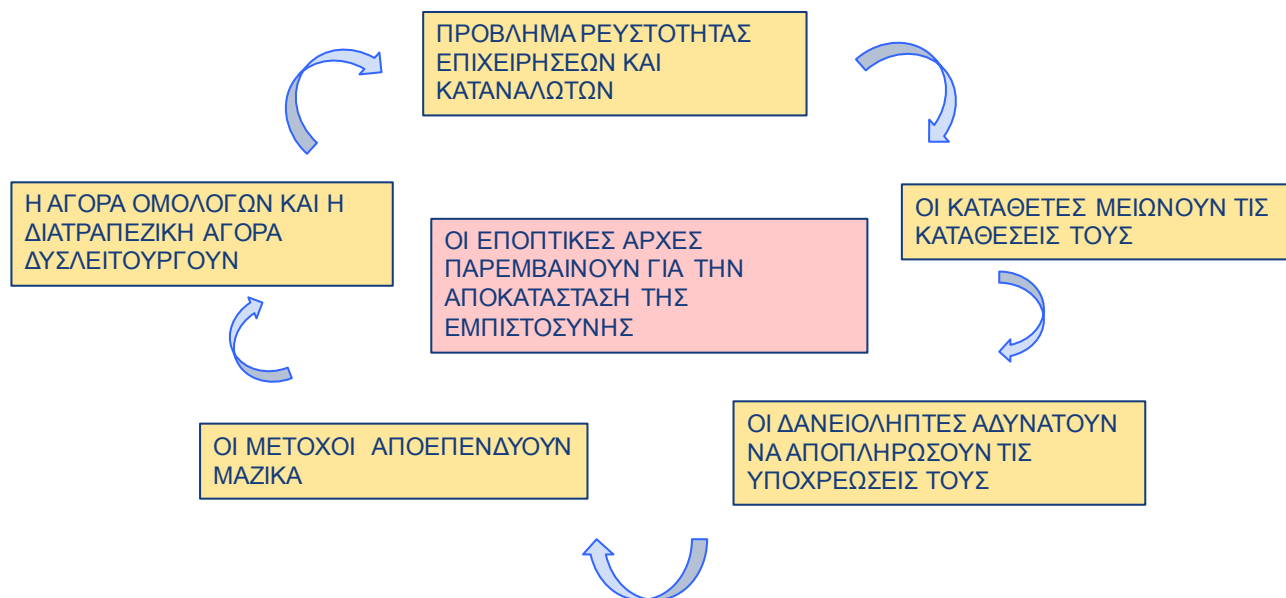 ΠΡΟΒΛΗΜΑ ΡΕΥΣΤΟΤΗΤΑΣ
ΕΠΙΧΕΙΡΗΣΕΩΝ ΚΑΙ
ΚΑΤΑΝΑΛΩΤΩΝ
ΟΙ ΚΑΤΑΘΕΤΕΣ ΜΕΙΩΝΟΥΝ ΤΙΣ
ΚΑΤΑΘΕΣΕΙΣ ΤΟΥΣ
ΟΙ ΔΑΝΕΙΟΛΗΠΤΕΣ ΑΔΥΝΑΤΟΥΝ
ΝΑ ΑΠΟΠΛΗΡΩΣΟΥΝ ΤΙΣ
ΥΠΟΧΡΕΩΣΕΙΣ ΤΟΥΣ
ΟΙ ΜΕΤΟΧΟΙ ΑΠΟΕΠΕΝΔΥΟΥΝ
ΜΑΖΙΚΑ
Η ΑΓΟΡΑ ΟΜΟΛΟΓΩΝ ΚΑΙ Η
ΔΙΑΤΡΑΠΕΖΙΚΗ ΑΓΟΡΑ
ΔΥΣΛΕΙΤΟΥΡΓΟΥΝ
ΟΙ ΕΠΟΠΤΙΚΕΣ ΑΡΧΕΣ
ΠΑΡΕΜΒΑΙΝΟΥΝ ΓΙΑ ΤΗΝ
ΑΠΟΚΑΤΑΣΤΑΣΗ ΤΗΣ
ΕΜΠΙΣΤΟΣΥΝΗΣ